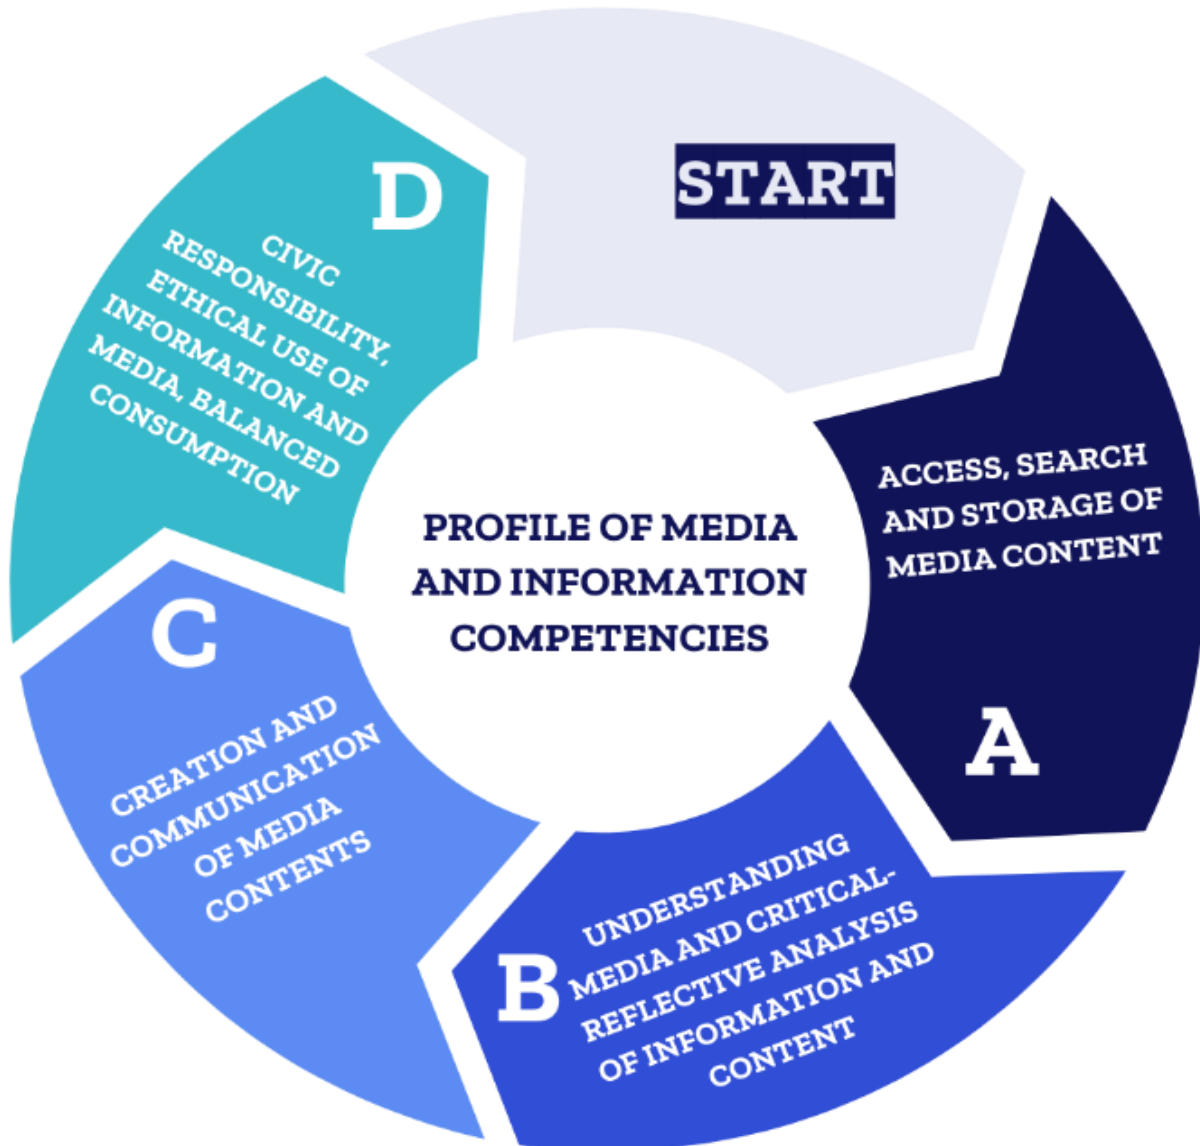 START
ACCESS, SEARCH
AND STORAGE OF
MEDIA CONTENT
A
UNDERSTANDING
MEDIA AND CRITICAL-
REFLECTIVE ANALYSIS
OF INFORMATION AND
CONTENT
B
C
CREATION AND
COMMUNICATION
OF MEDIA
CONTENTS
D
CIVIC
RESPONSIBILITY,
ETHICAL USE OF
INFORMATION AND
MEDIA, BALANCED
CONSUMPTION
PROFILE OF MEDIA
AND INFORMATION
COMPETENCIES